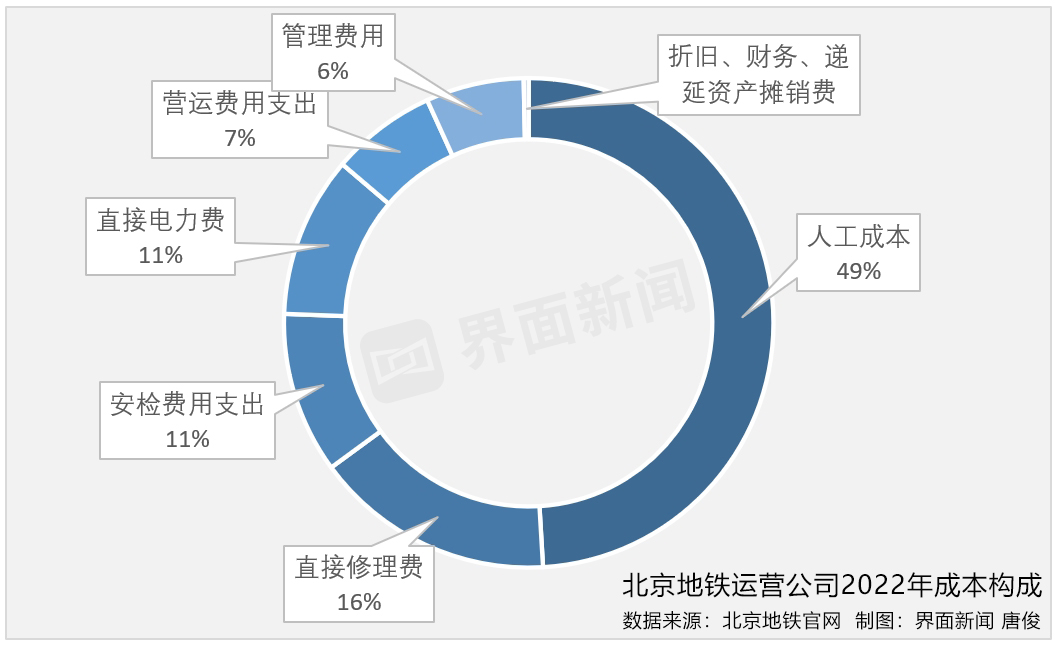 管理费用
6%
折旧、财务、递
延资产摊销费
营运费用支出
7%
直接电力费
11%
人工成本
49%
界面新闻
安检费用支出
11%
直接修理费
16%
北京地铁运营公司2022年成本构成
数据来源：北京地铁官网 制图：界面新闻 唐俊